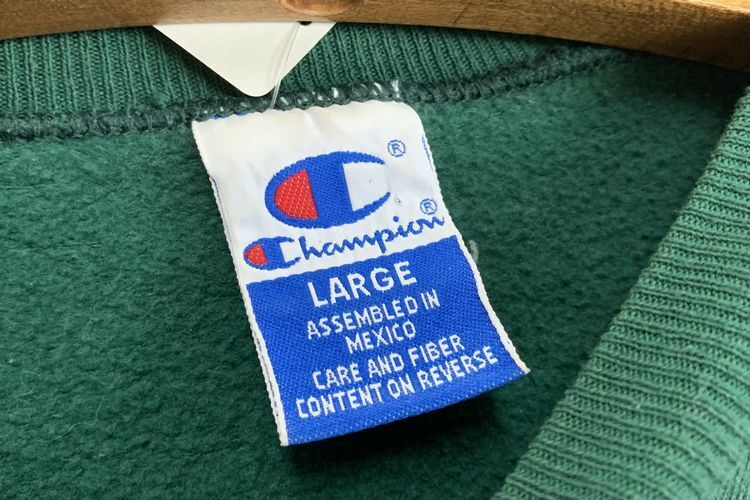 ®
Champion®
LARGE
ASSEMBLED IN
MEXICO
CARE AND FIBER
CONTENT ON REVERSE